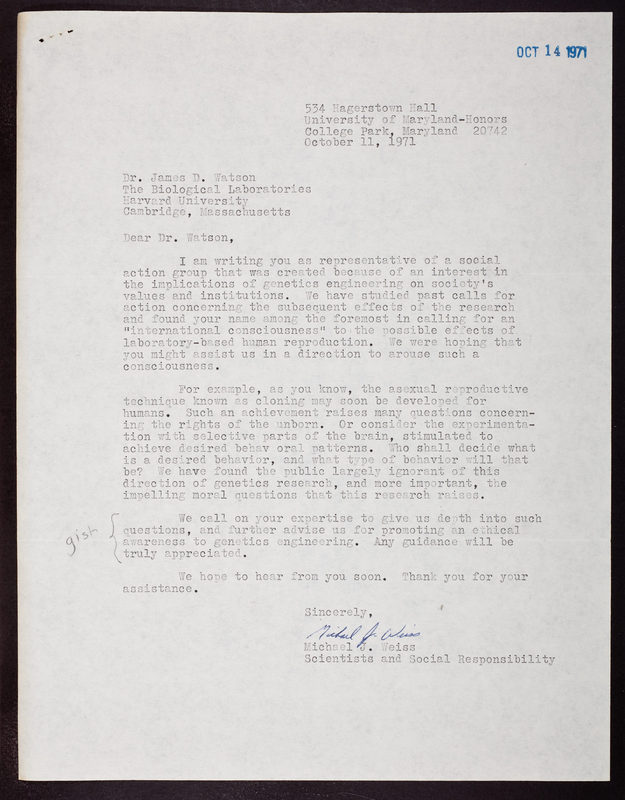 OCT 14 1971
534 Hagerstown Hall
University of Maryland-Honors
College Park, Maryland 20742
October 11, 1971
Dr. James D. Watson
The Biological Laboratories
Harvard University
Cambridge, Massachusetts
Dear Dr. Watson,
I am writing you as representative of a social
action group that was created because of an interest in
the implications of genetics engineering on society's
values and institutions. We have studied past calls for
action concerning the subsequent effects of the research
and found your name among the foremost in calling for an
"international consciousness" to the possible effects of
laboratory-based human reproduction. We were hoping that
you might assist us in a direction to arouse such a
consciousness.
For example, as you know, the asexual reproductive
technique known as cloning may soon be developed for
humans. Such an achievement raises many questions concern-
ing the rights of the unborn. Or consider the experimenta-
tion with selective parts of the brain, stimulated to
achieve desired behav oral patterns. Who shall decide what
is a desired behavior, and what type of behavior will that
be? We have found the public largely ignorant of this
direction of genetics research, and more important, the
impelling moral questions that this research raises.
gist
We call on your expertise to give us depth into such
questions, and further advise us for promoting an ethical
awareness to genetics engineering. Any guidance will be
truly appreciated.
We hope to hear from you soon. Thank you for your
assistance.
Sincerely,
Michael J. Weiss
Michael J. Weiss
Scientists and Social Responsibility